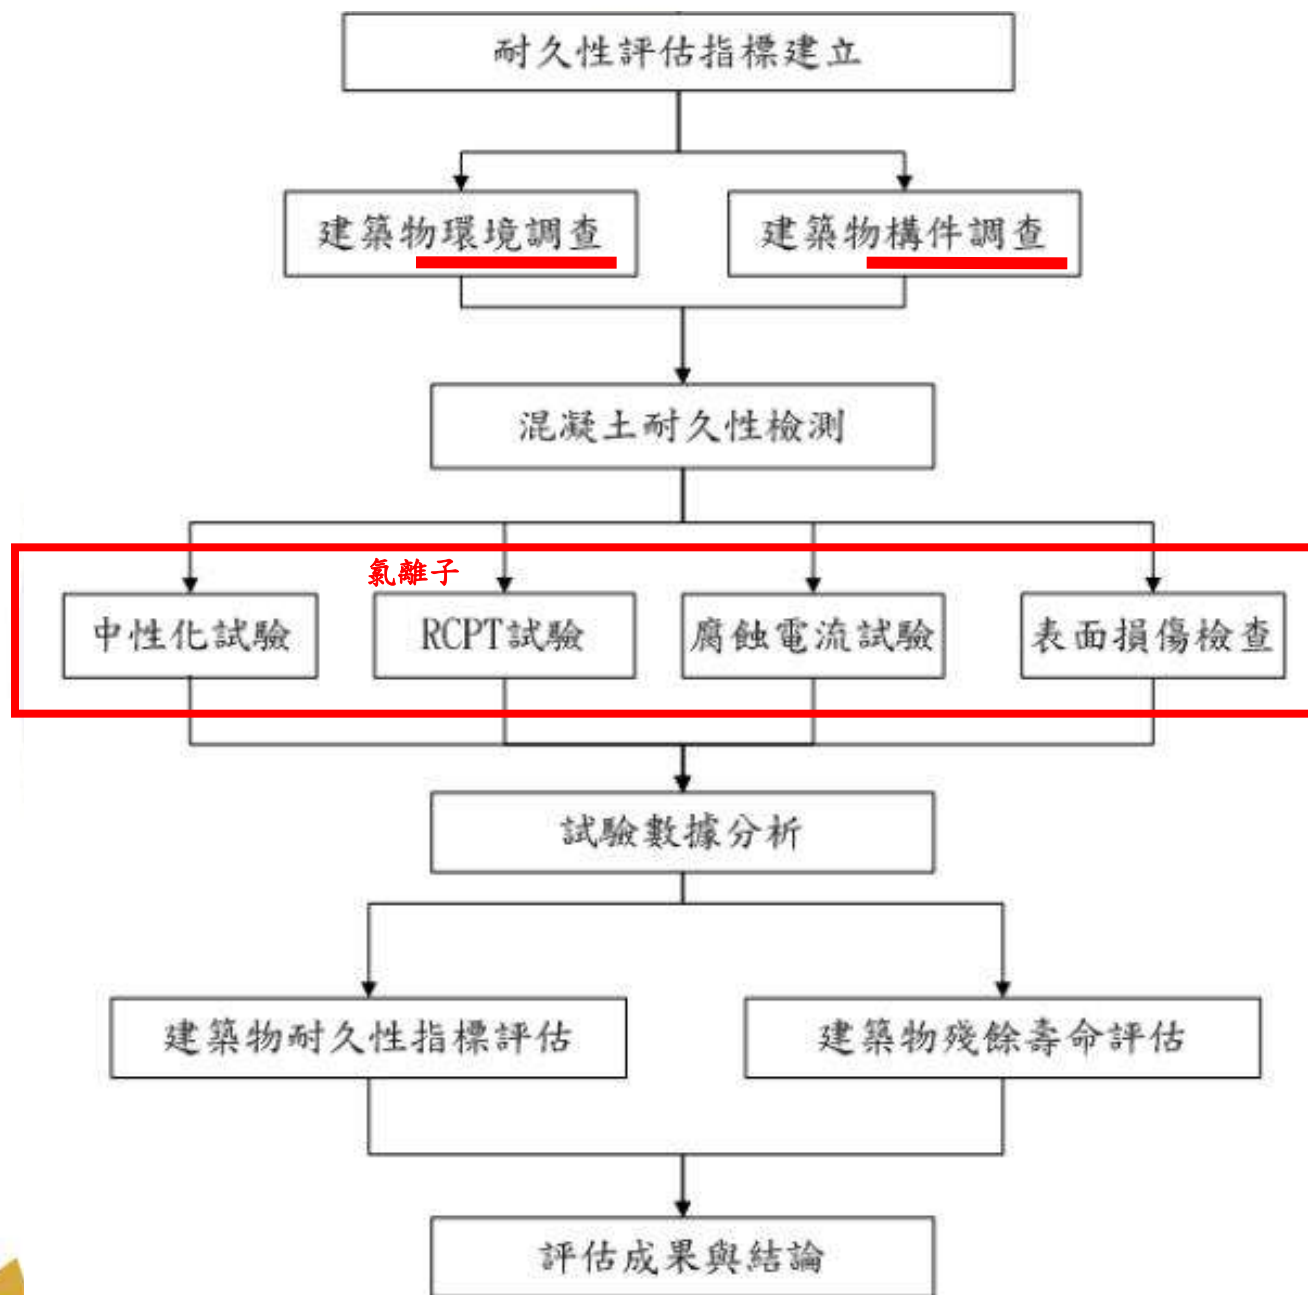 耐久性評估指標建立
建築物環境調查
建築物構件調查
混凝土耐久性檢測
氯離子
中性化試驗
RCPT試驗
腐蝕電流試驗
表面損傷檢查
試驗數據分析
建築物耐久性指標評估
建築物殘餘壽命評估
評估成果與結論